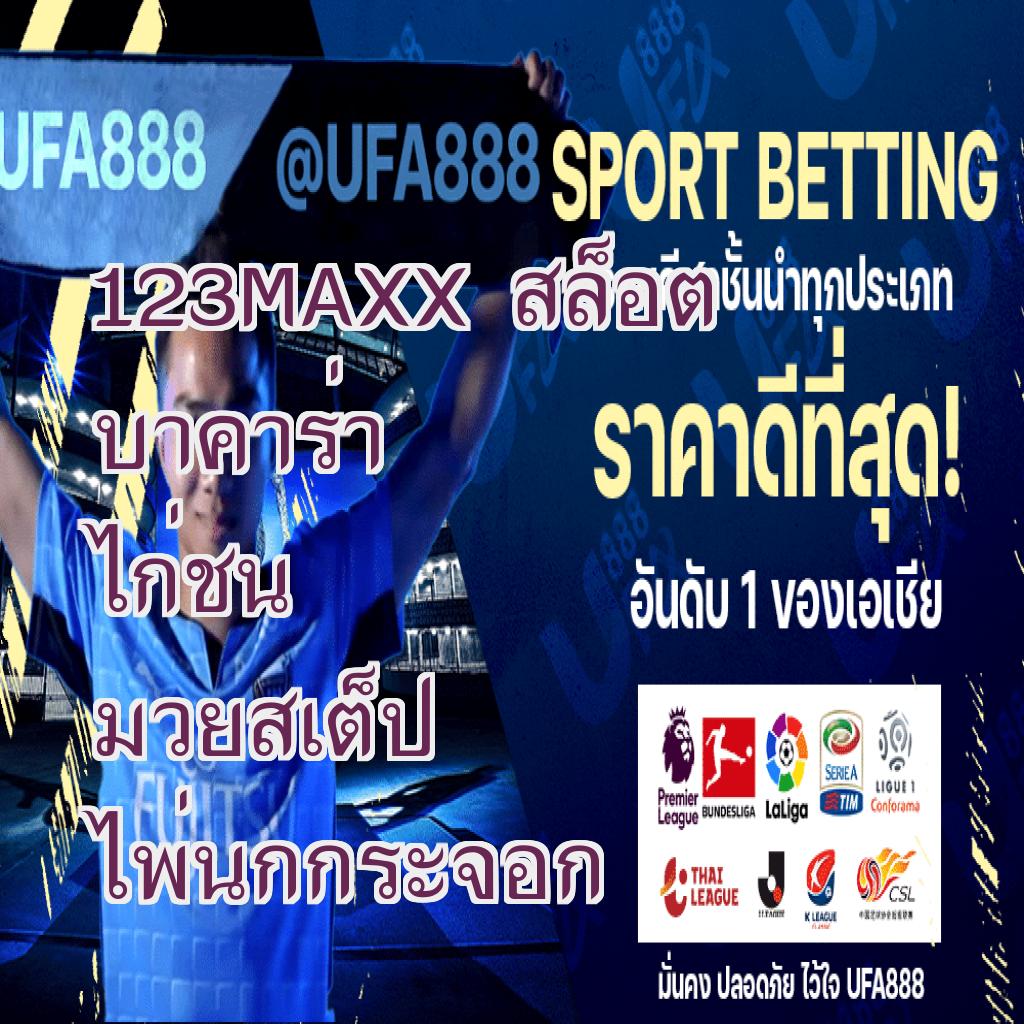 UFA888
@UFA888
SPORT BETTING
123MAXX สล็อต
ชั้นนำทุกประเภท
บาคาร่า
ราคาดีที่สุด!
ไก่ชน
อันดับ 1 ของเอเชีย
มวยสเต็ป
ไพ่นกกระจอก
Premier
League
BUNDESLIGA
LaLiga
SERIE A
TIM
LIGUE 1
Conforama
THAI
LEAGUE
J.LEAGUE
K LEAGUE
CSL
มั่นคง ปลอดภัย ไว้ใจ UFA888